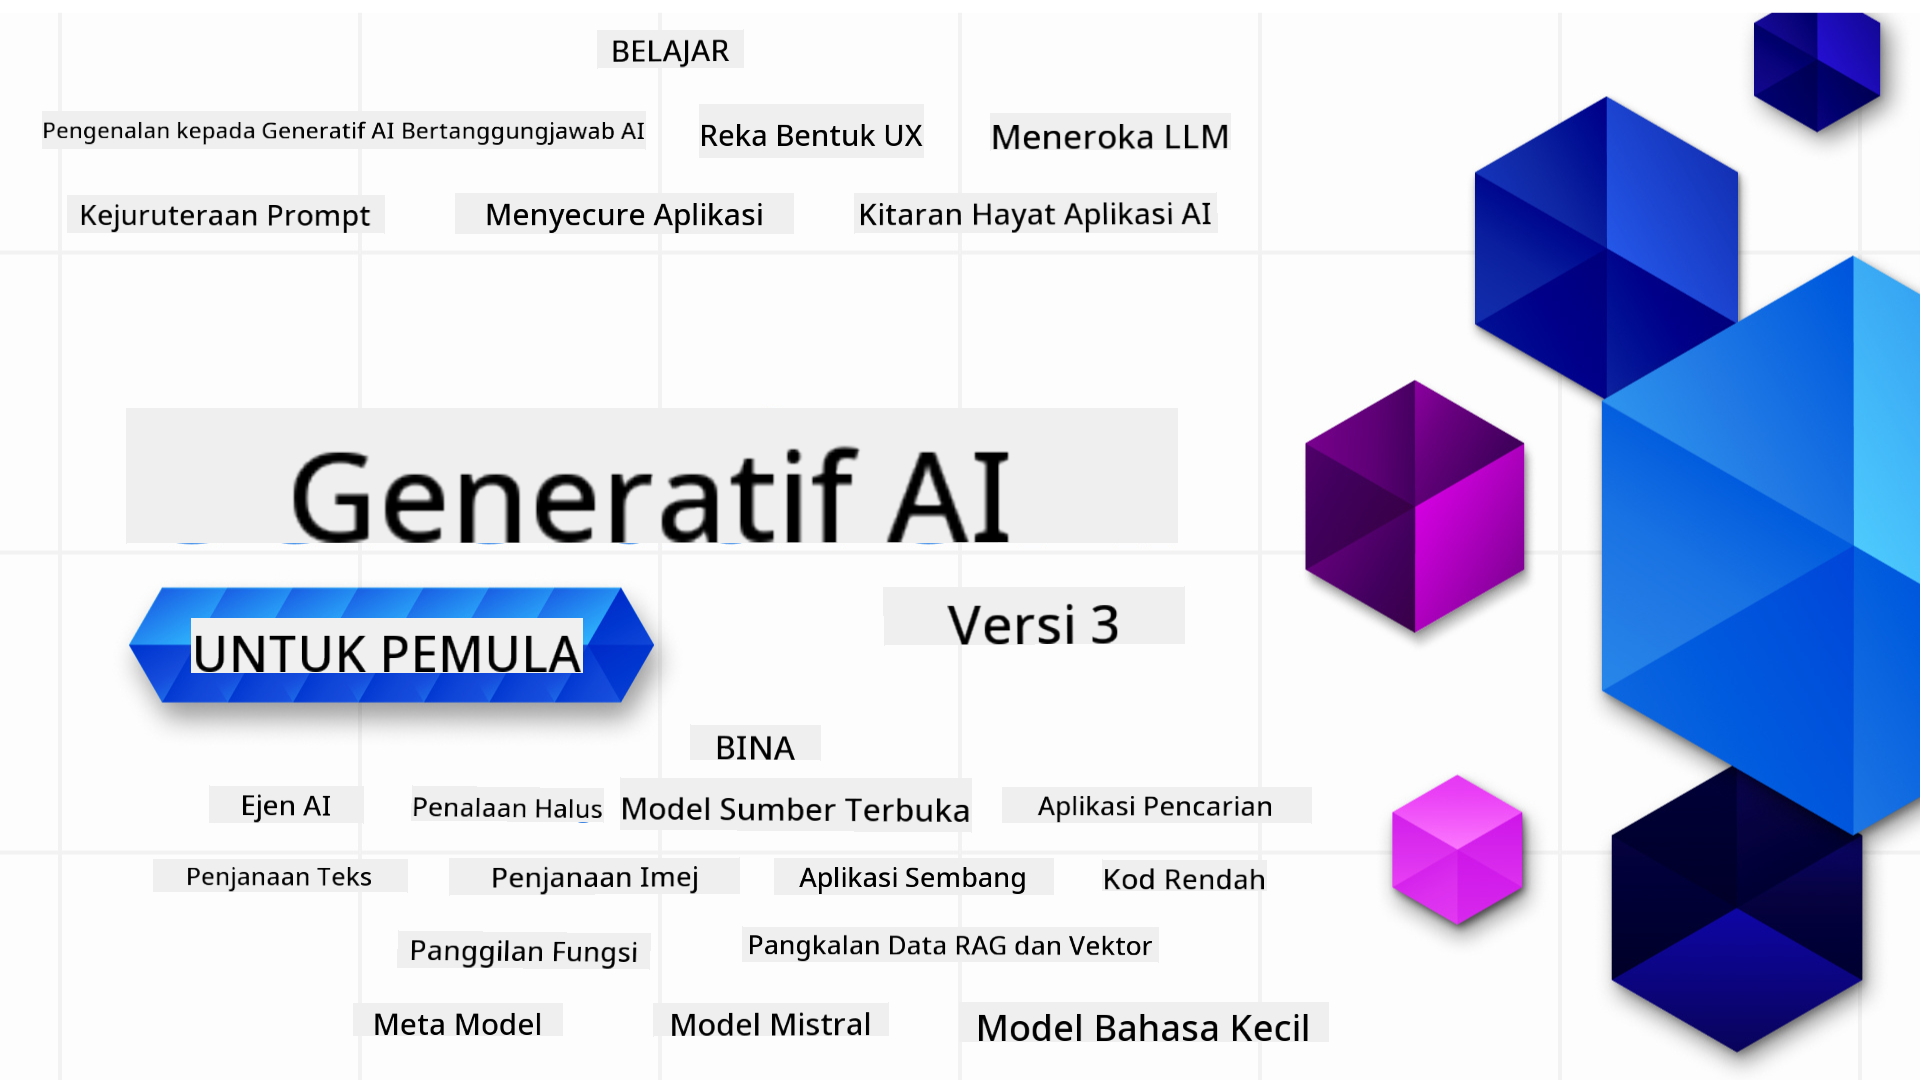 BELAJAR
Pengenalan kepada Generatif AI Bertanggungjawab AI
Reka Bentuk UX
Meneroka LLM
Kejuruteraan Prompt
Menyecure Aplikasi
Kitaran Hayat Aplikasi AI
Generatif AI
UNTUK PEMULA
Versi 3
BINA
Ejen AI
Penalaan Halus
Model Sumber Terbuka
Aplikasi Pencarian
Penjanaan Teks
Penjanaan Imej
Aplikasi Sembang
Kod Rendah
Panggilan Fungsi
Pangkalan Data RAG dan Vektor
Meta Model
Model Mistral
Model Bahasa Kecil